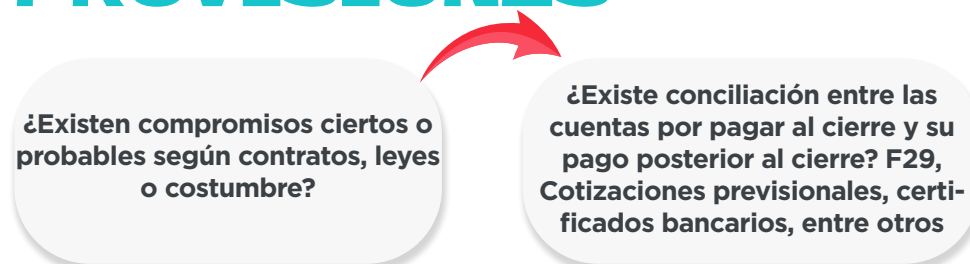 PROVISIONES
¿Existen compromisos ciertos o
probables según contratos, leyes
o costumbre?
¿Existe conciliación entre las
cuentas por pagar al cierre y su
pago posterior al cierre? F29,
Cotizaciones previsionales, certi-
ficados bancarios, entre otros